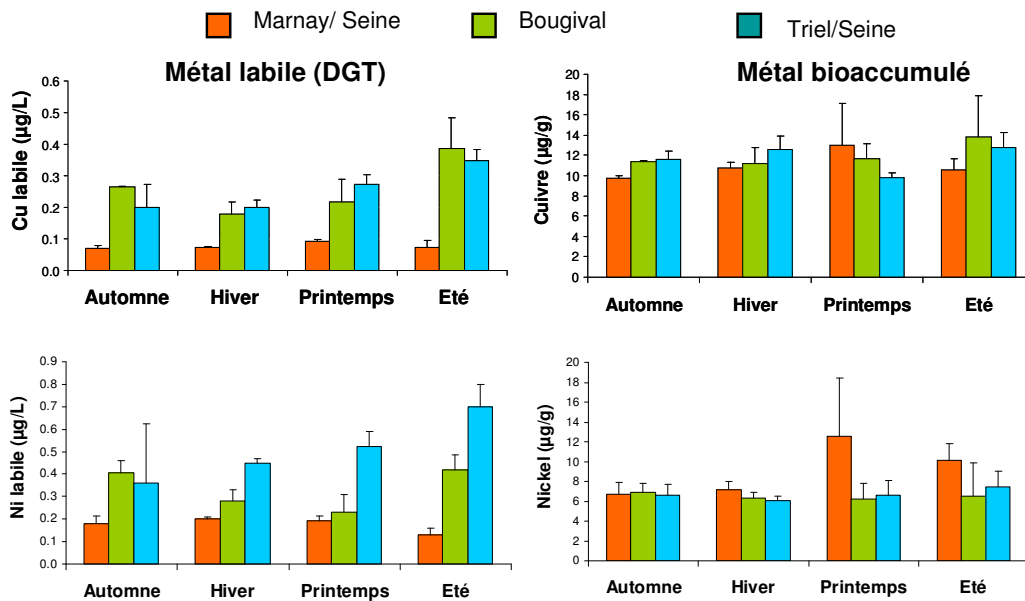 Marnay/ Seine
Bougival
Triel/Seine
Métal labile (DGT)
Métal bioaccumulé
Cu labile (µg/L)
0.6
0.5
0.4
0.3
0.2
0.1
0.0
Automne
Hiver
Printemps
Eté
Cuivre (µg/g)
20
18
16
14
12
10
8
6
4
2
0
Automne
Hiver
Printemps
Eté
Ni labile (µg/L)
0.9
0.8
0.7
0.6
0.5
0.4
0.3
0.2
0.1
0.0
Automne
Hiver
Printemps
Eté
Nickel (µg/g)
20
18
16
14
12
10
8
6
4
2
0
Automne
Hiver
Printemps
Eté